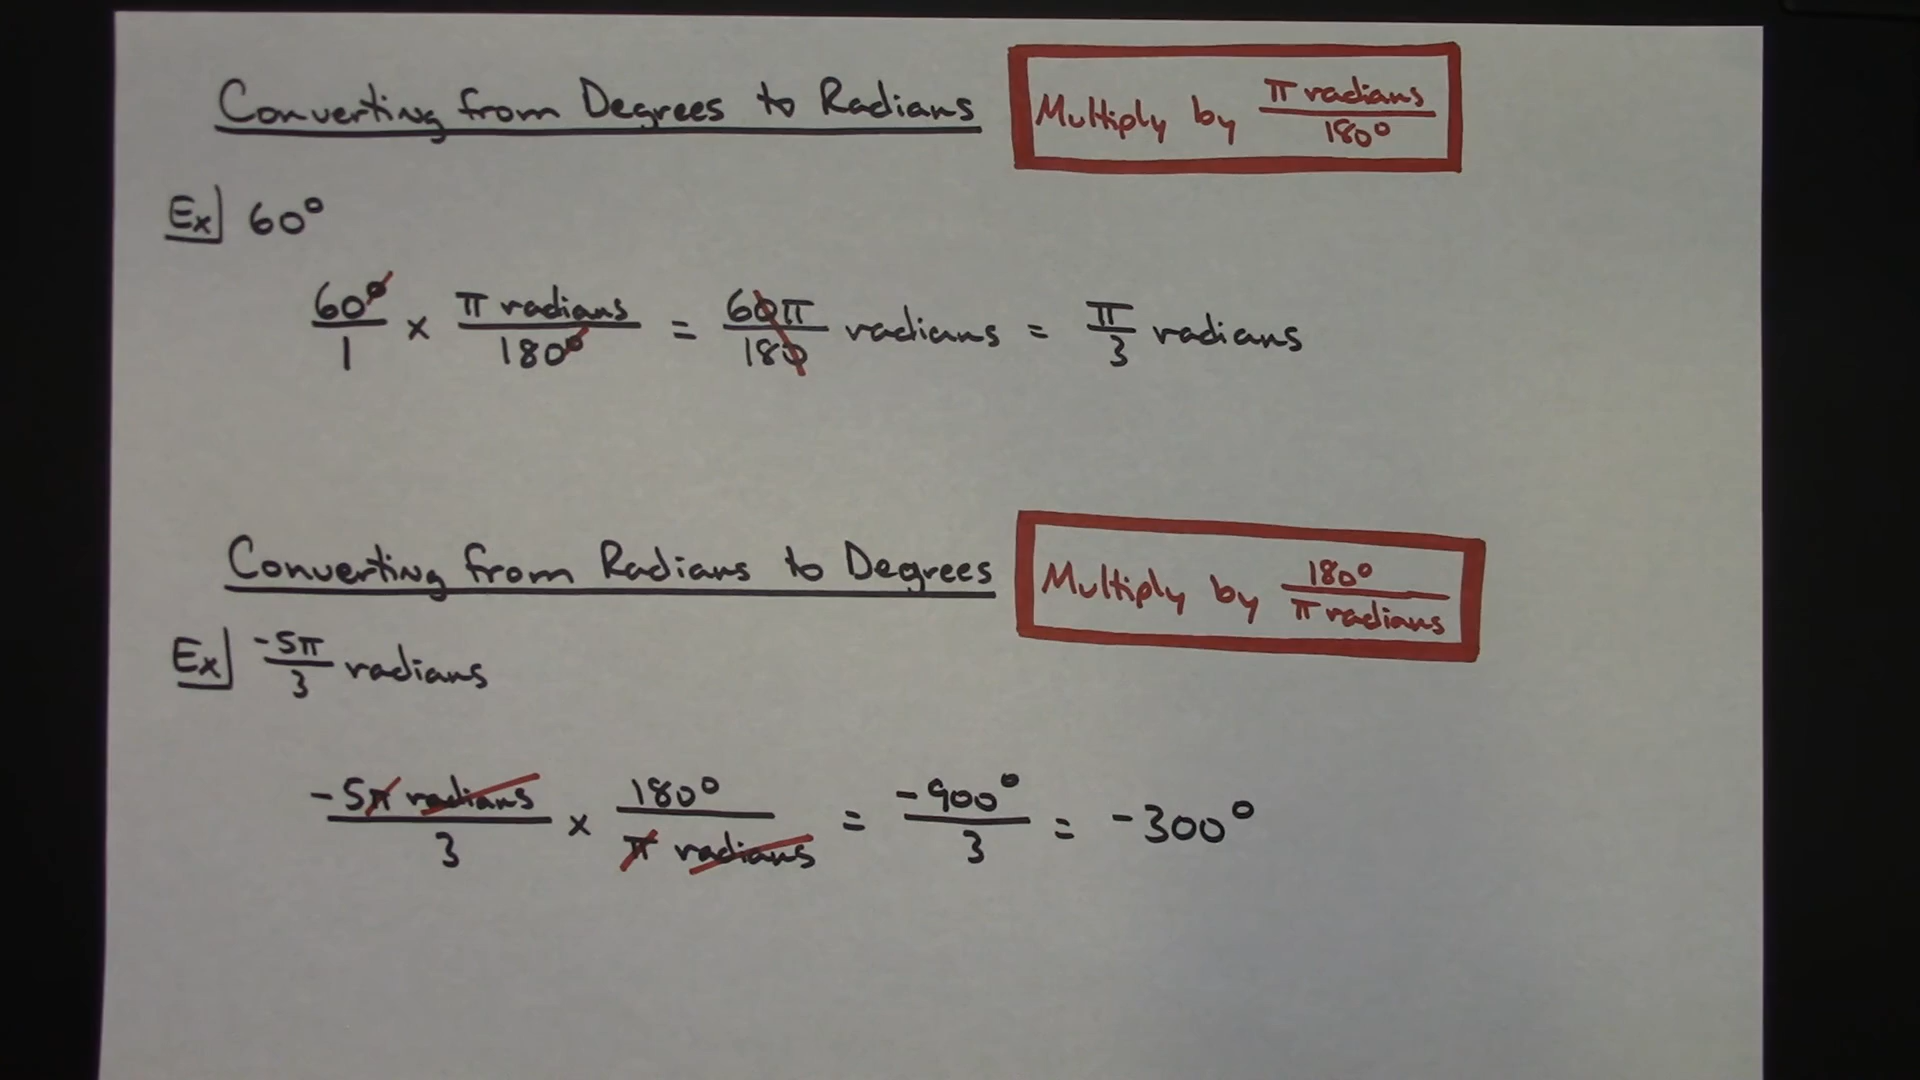 Converting from Degrees to Radians
Multiply by π radians / 180°
Ex] 60°
60° / 1 × π radians / 180° = 60π / 180 radians = π / 3 radians
Converting from Radians to Degrees
Multiply by 180° / π radians
Ex] -5π / 3 radians
-5π radians / 3 × 180° / π radians = -900° / 3 = -300°